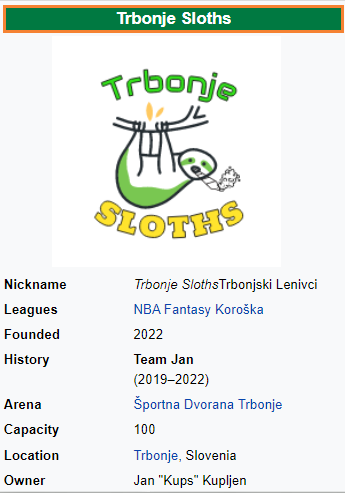 Trbonje Sloths
Trbonje
SLOTHS
Nickname Trbonje SlothsTrbonjski Lenivci
Leagues NBA Fantasy Koroška
Founded 2022
History Team Jan
(2019–2022)
Arena Športna Dvorana Trbonje
Capacity 100
Location Trbonje, Slovenia
Owner Jan "Kups" Kupljen